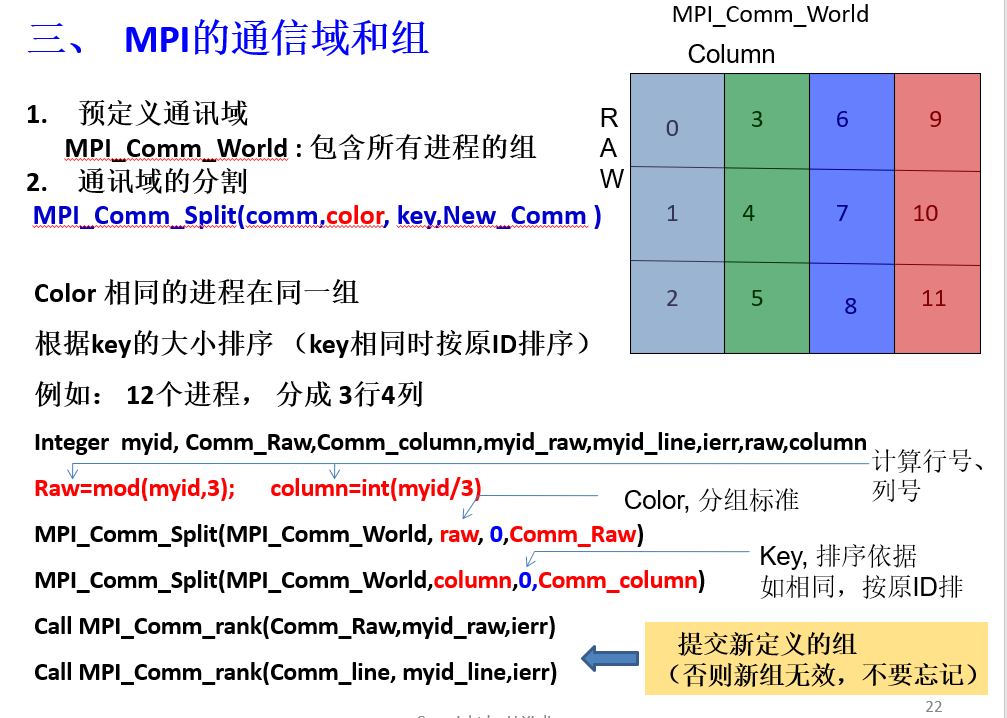 三、 MPI的通信域和组
MPI_Comm_World
Column
R
A
W
0 3 6 9
1 4 7 10
2 5 8 11
1. 预定义通讯域
MPI_Comm_World : 包含所有进程的组
2. 通讯域的分割
MPI_Comm_Split(comm,color, key,New_Comm )
Color 相同的进程在同一组
根据key的大小排序 （key相同时按原ID排序）
例如： 12个进程， 分成 3行4列
Integer myid, Comm_Raw,Comm_column,myid_raw,myid_line,ierr,raw,column
计算行号、
列号
Raw=mod(myid,3); column=int(myid/3)
Color, 分组标准
MPI_Comm_Split(MPI_Comm_World, raw, 0,Comm_Raw)
Key, 排序依据
如相同，按原ID排
MPI_Comm_Split(MPI_Comm_World,column,0,Comm_column)
Call MPI_Comm_rank(Comm_Raw,myid_raw,ierr)
Call MPI_Comm_rank(Comm_line, myid_line,ierr)
提交新定义的组
（否则新组无效，不要忘记）
22